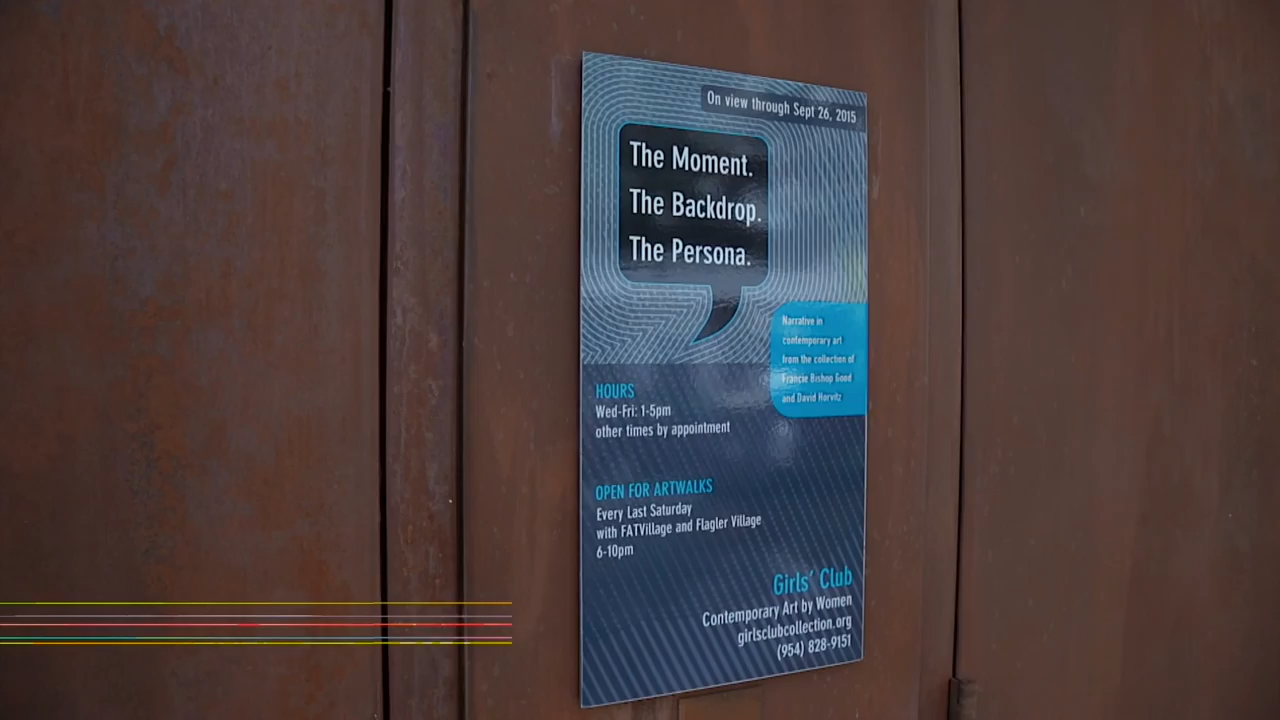 On view through Sept 26, 2015
The Moment.
The Backdrop.
The Persona.
Narrative in
contemporary art
from the collection of
Francie Bishop Good
and David Horvitz
HOURS
Wed-Fri: 1-5pm
other times by appointment
OPEN FOR ARTWALKS
Every Last Saturday
with FATVillage and Flagler Village
6-10pm
Girls' Club
Contemporary Art by Women
girlsclubcollection.org
(954) 828-9151